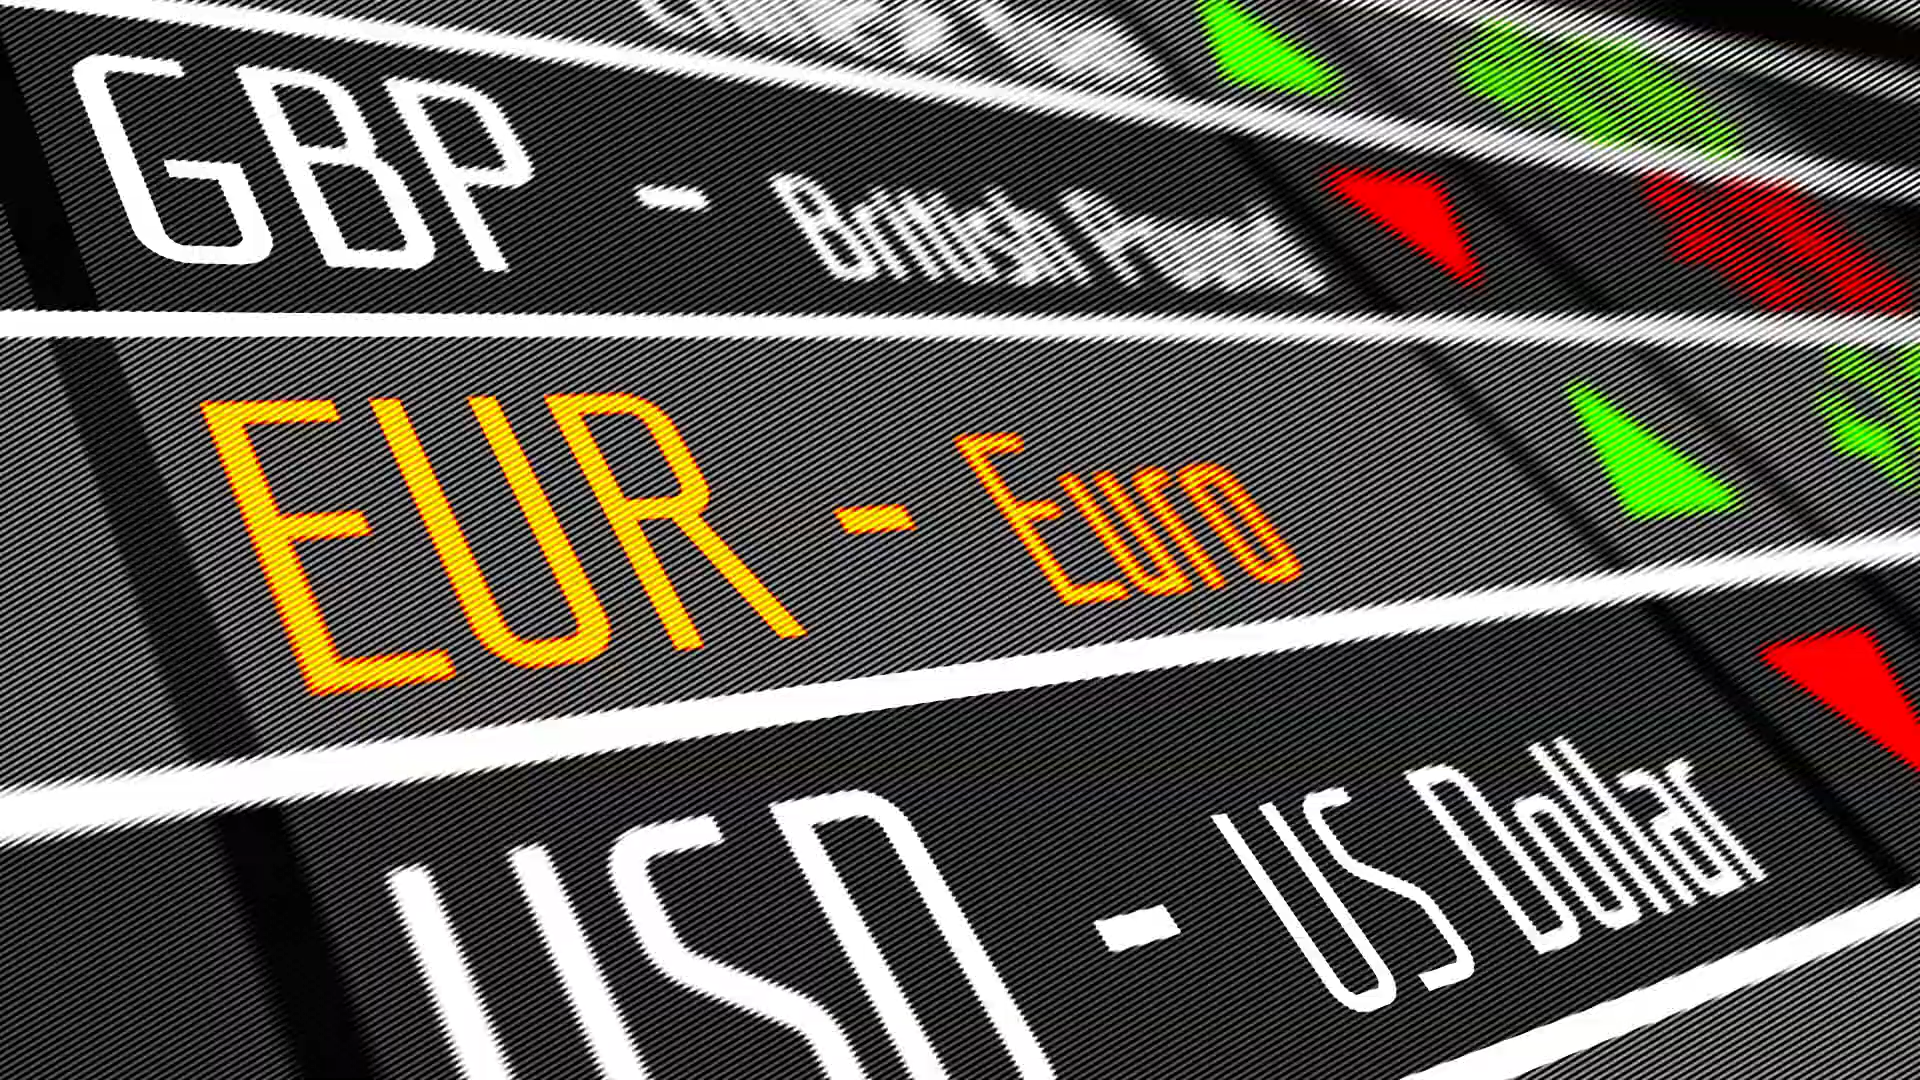 GBP - British Pound
EUR - Euro
USD - US Dollar